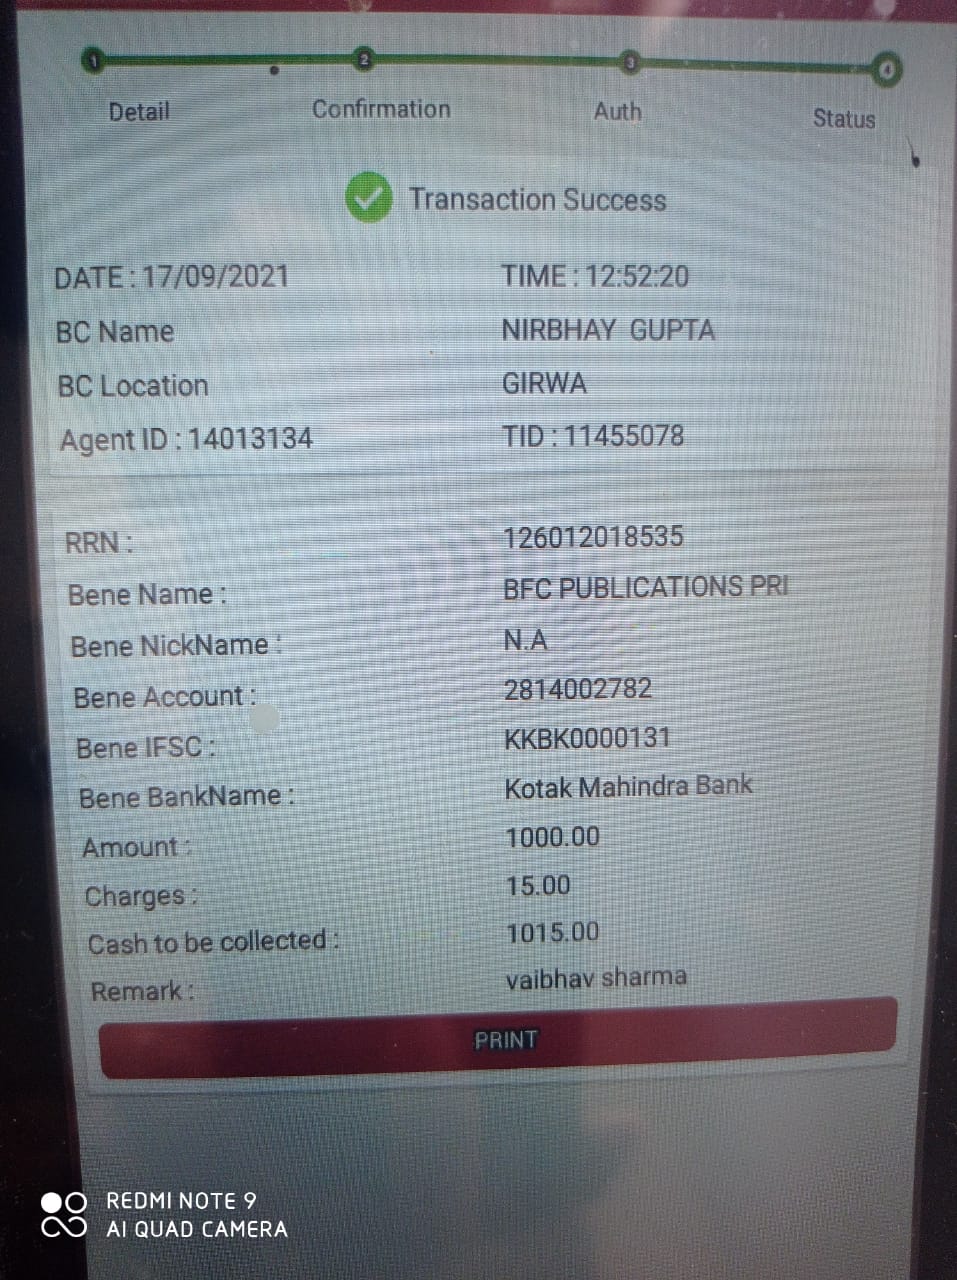 1 2 3 4
Detail Confirmation Auth Status
Transaction Success
DATE : 17/09/2021 TIME : 12:52:20
BC Name NIRBHAY GUPTA
BC Location GIRWA
Agent ID : 14013134 TID : 11455078
RRN : 126012018535
Bene Name : BFC PUBLICATIONS PRI
Bene NickName : N.A
Bene Account : 2814002782
Bene IFSC : KKBK0000131
Bene BankName : Kotak Mahindra Bank
Amount : 1000.00
Charges : 15.00
Cash to be collected : 1015.00
Remark : vaibhav sharma
PRINT
REDMI NOTE 9
AI QUAD CAMERA